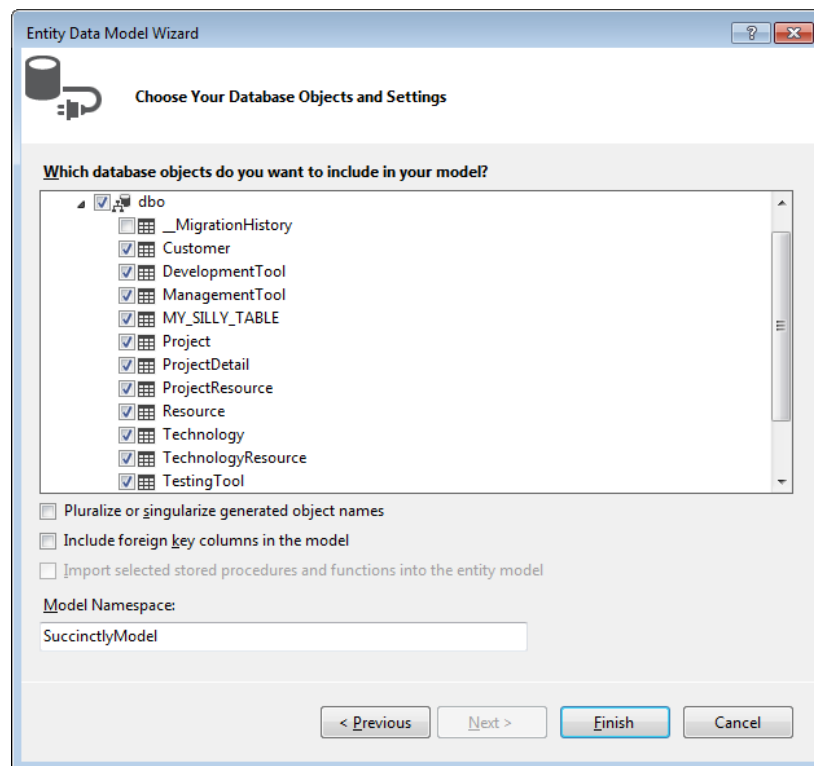 Entity Data Model Wizard
Choose Your Database Objects and Settings
Which database objects do you want to include in your model?
dbo
__MigrationHistory
Customer
DevelopmentTool
ManagementTool
MY_SILLY_TABLE
Project
ProjectDetail
ProjectResource
Resource
Technology
TechnologyResource
TestingTool
Pluralize or singularize generated object names
Include foreign key columns in the model
Import selected stored procedures and functions into the entity model
Model Namespace:
SuccinctlyModel
< Previous Next > Finish Cancel